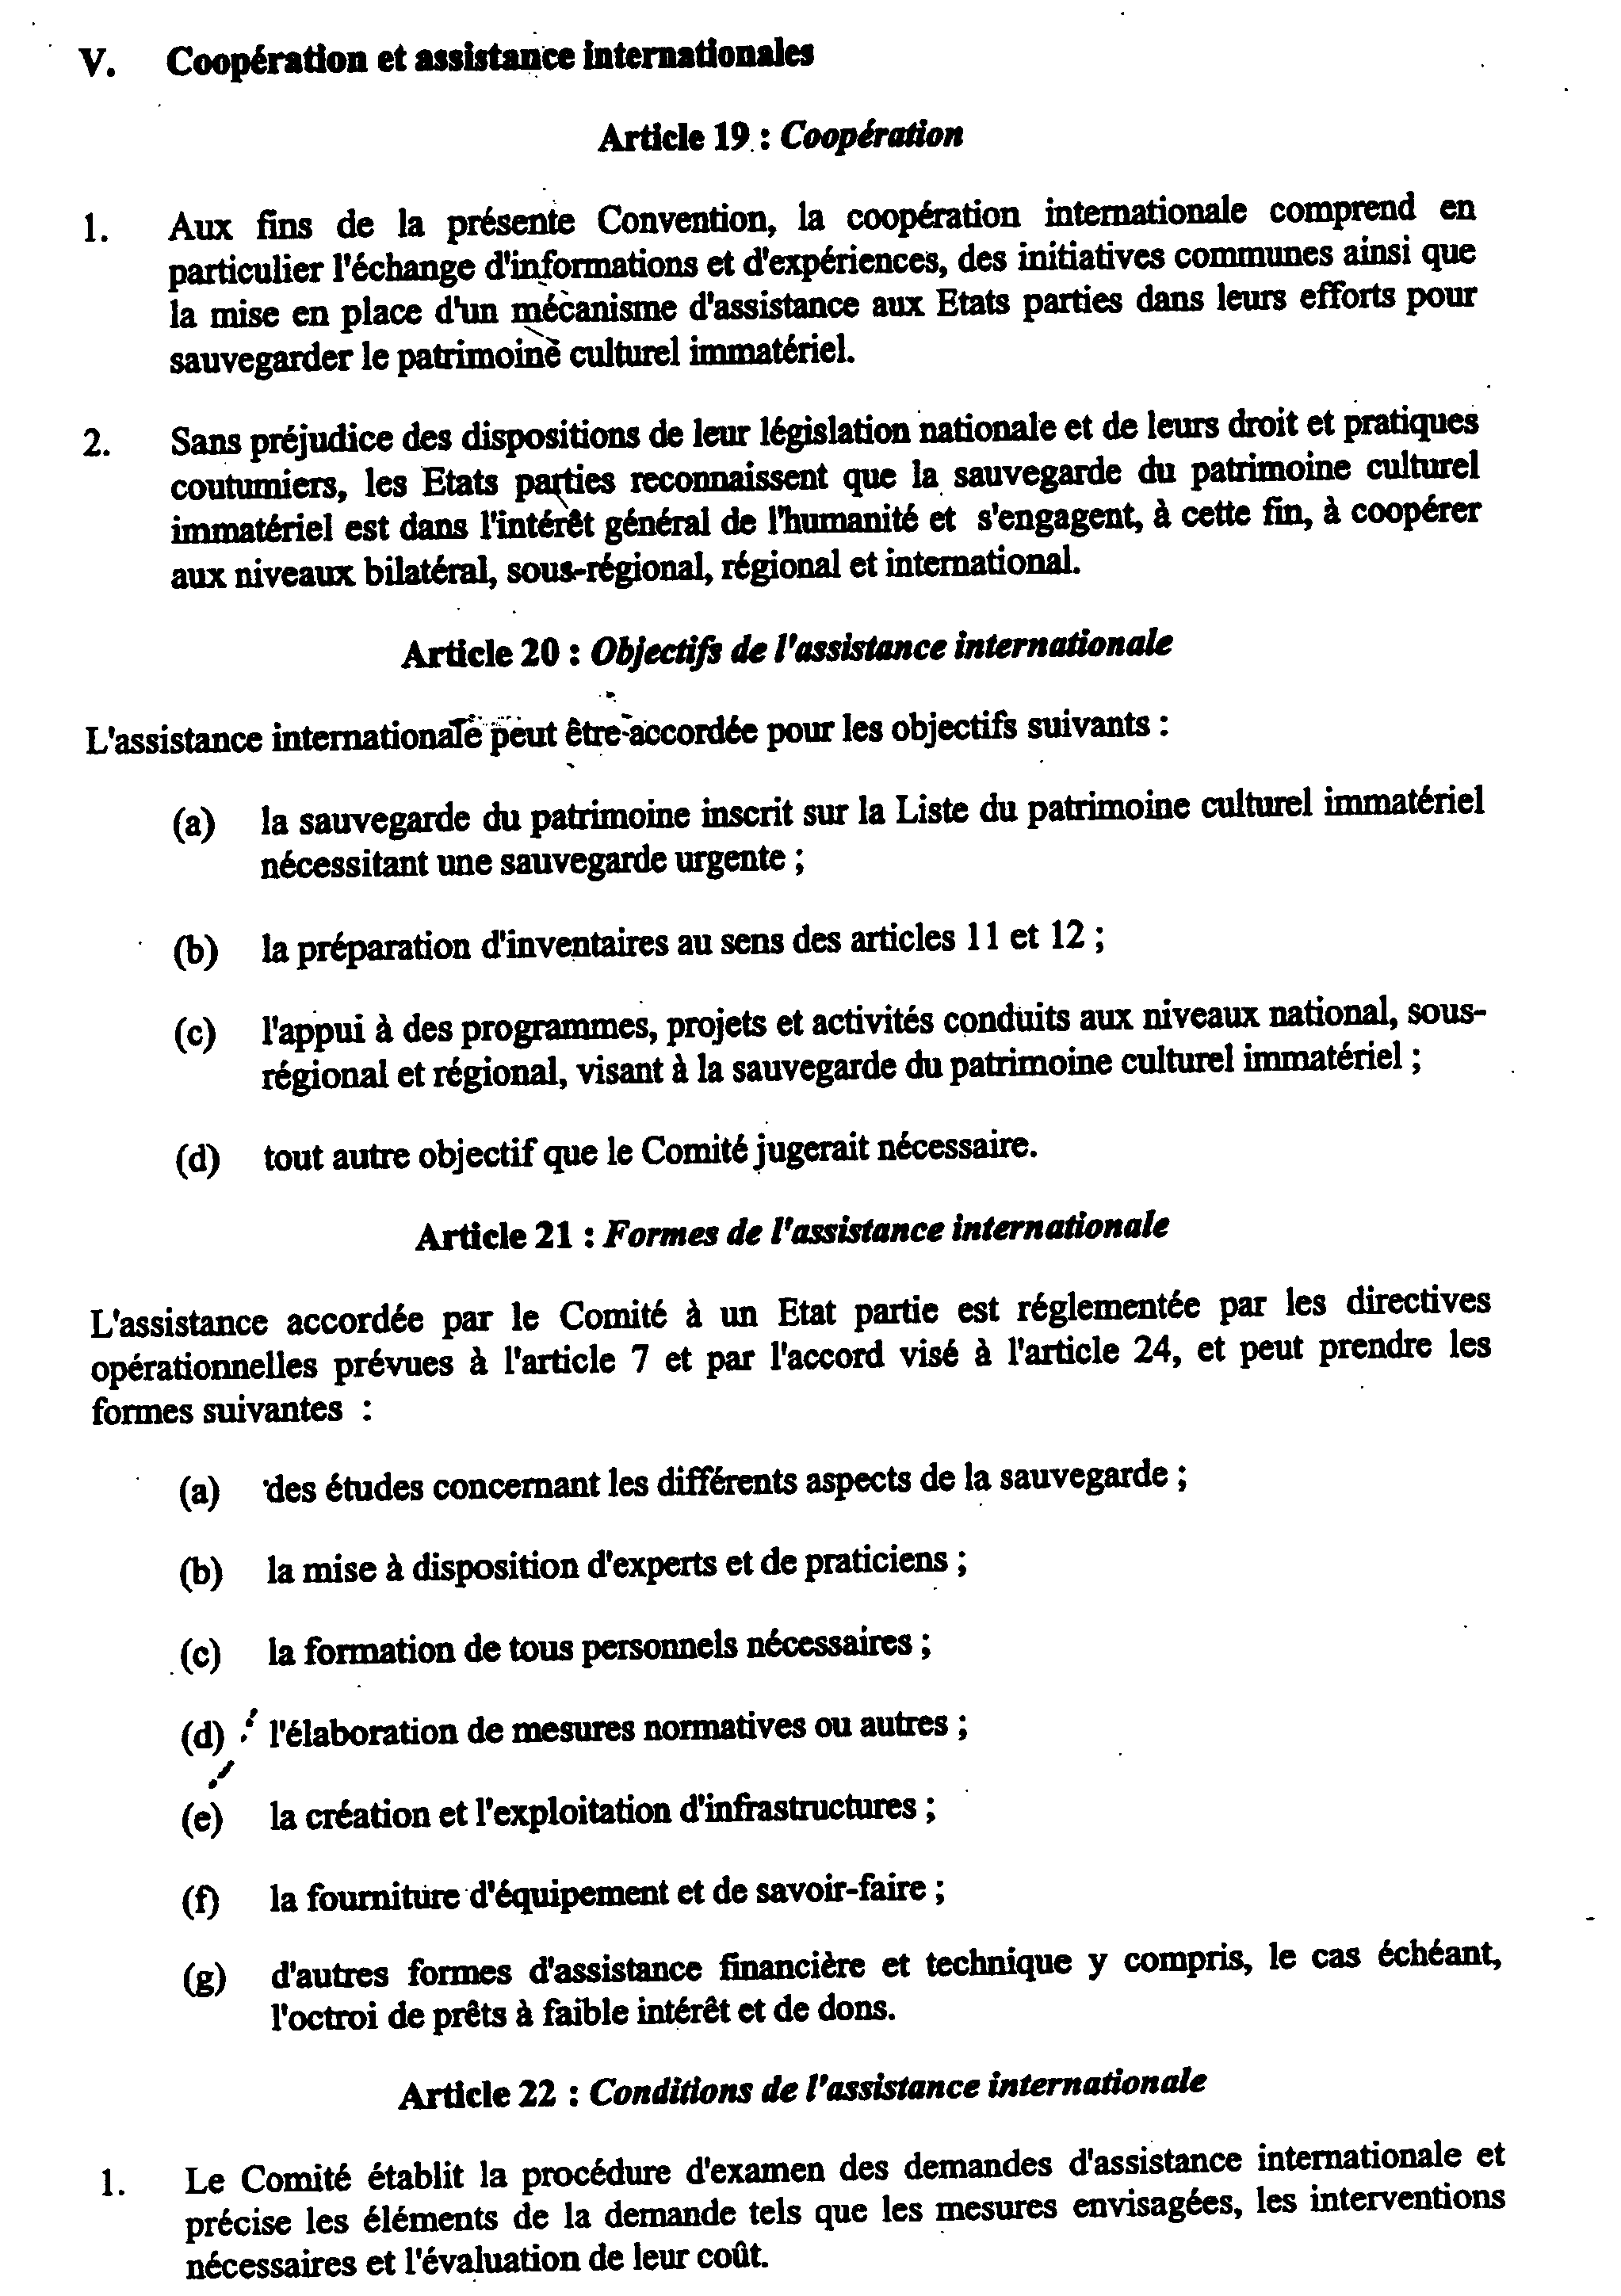 V. Coopération et assistance internationales
Article 19 : Coopération
1. Aux fins de la présente Convention, la coopération internationale comprend en
particulier l'échange d'informations et d'expériences, des initiatives communes ainsi que
la mise en place d'un mécanisme d'assistance aux Etats parties dans leurs efforts pour
sauvegarder le patrimoine culturel immatériel.
2. Sans préjudice des dispositions de leur législation nationale et de leurs droit et pratiques
coutumiers, les Etats parties reconnaissent que la sauvegarde du patrimoine culturel
immatériel est dans l'intérêt général de l'humanité et s'engagent, à cette fin, à coopérer
aux niveaux bilatéral, sous-régional, régional et international.
Article 20 : Objectifs de l'assistance internationale
L'assistance internationale peut être accordée pour les objectifs suivants :
(a) la sauvegarde du patrimoine inscrit sur la Liste du patrimoine culturel immatériel
nécessitant une sauvegarde urgente ;
(b) la préparation d'inventaires au sens des articles 11 et 12 ;
(c) l'appui à des programmes, projets et activités conduits aux niveaux national, sous-
régional et régional, visant à la sauvegarde du patrimoine culturel immatériel ;
(d) tout autre objectif que le Comité jugerait nécessaire.
Article 21 : Formes de l'assistance internationale
L'assistance accordée par le Comité à un Etat partie est réglementée par les directives
opérationnelles prévues à l'article 7 et par l'accord visé à l'article 24, et peut prendre les
formes suivantes :
(a) des études concernant les différents aspects de la sauvegarde ;
(b) la mise à disposition d'experts et de praticiens ;
(c) la formation de tous personnels nécessaires ;
(d) l'élaboration de mesures normatives ou autres ;
(e) la création et l'exploitation d'infrastructures ;
(f) la fourniture d'équipement et de savoir-faire ;
(g) d'autres formes d'assistance financière et technique y compris, le cas échéant,
l'octroi de prêts à faible intérêt et de dons.
Article 22 : Conditions de l'assistance internationale
1. Le Comité établit la procédure d'examen des demandes d'assistance internationale et
précise les éléments de la demande tels que les mesures envisagées, les interventions
nécessaires et l'évaluation de leur coût.